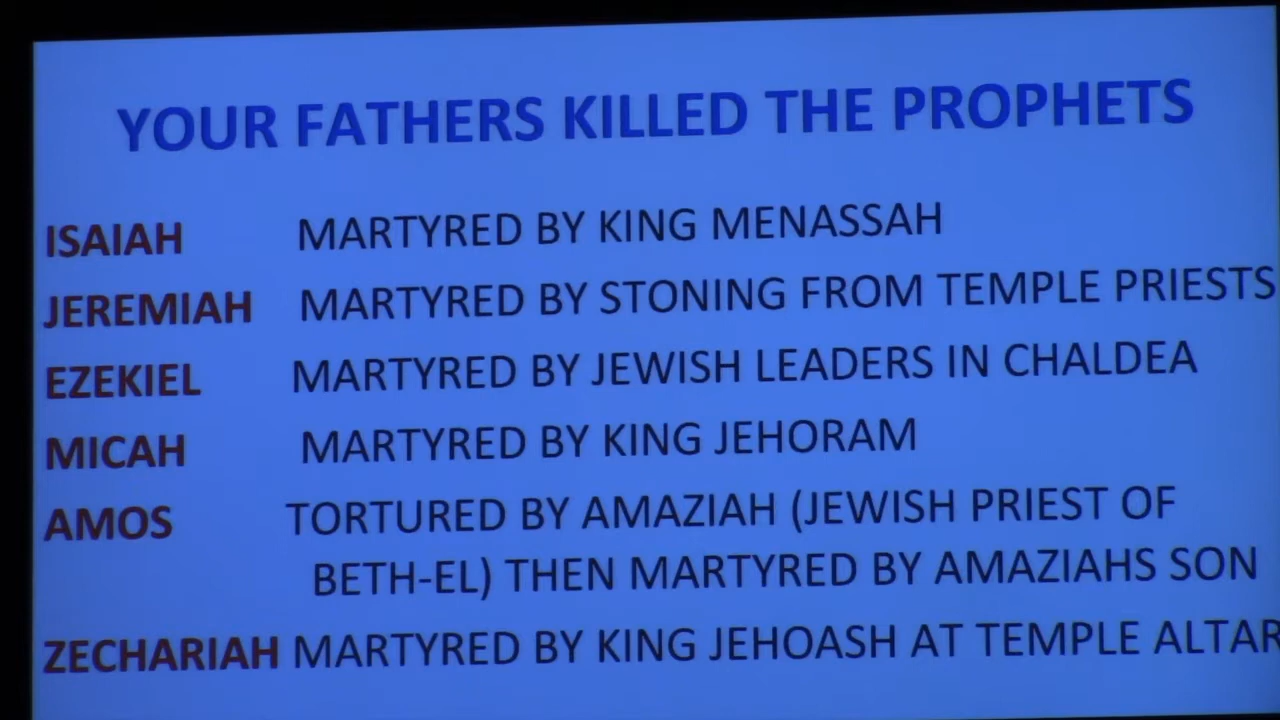 YOUR FATHERS KILLED THE PROPHETS
ISAIAH MARTYRED BY KING MENASSAH
JEREMIAH MARTYRED BY STONING FROM TEMPLE PRIESTS
EZEKIEL MARTYRED BY JEWISH LEADERS IN CHALDEA
MICAH MARTYRED BY KING JEHORAM
AMOS TORTURED BY AMAZIAH (JEWISH PRIEST OF
BETH-EL) THEN MARTYRED BY AMAZIAHS SON
ZECHARIAH MARTYRED BY KING JEHOASH AT TEMPLE ALTAR